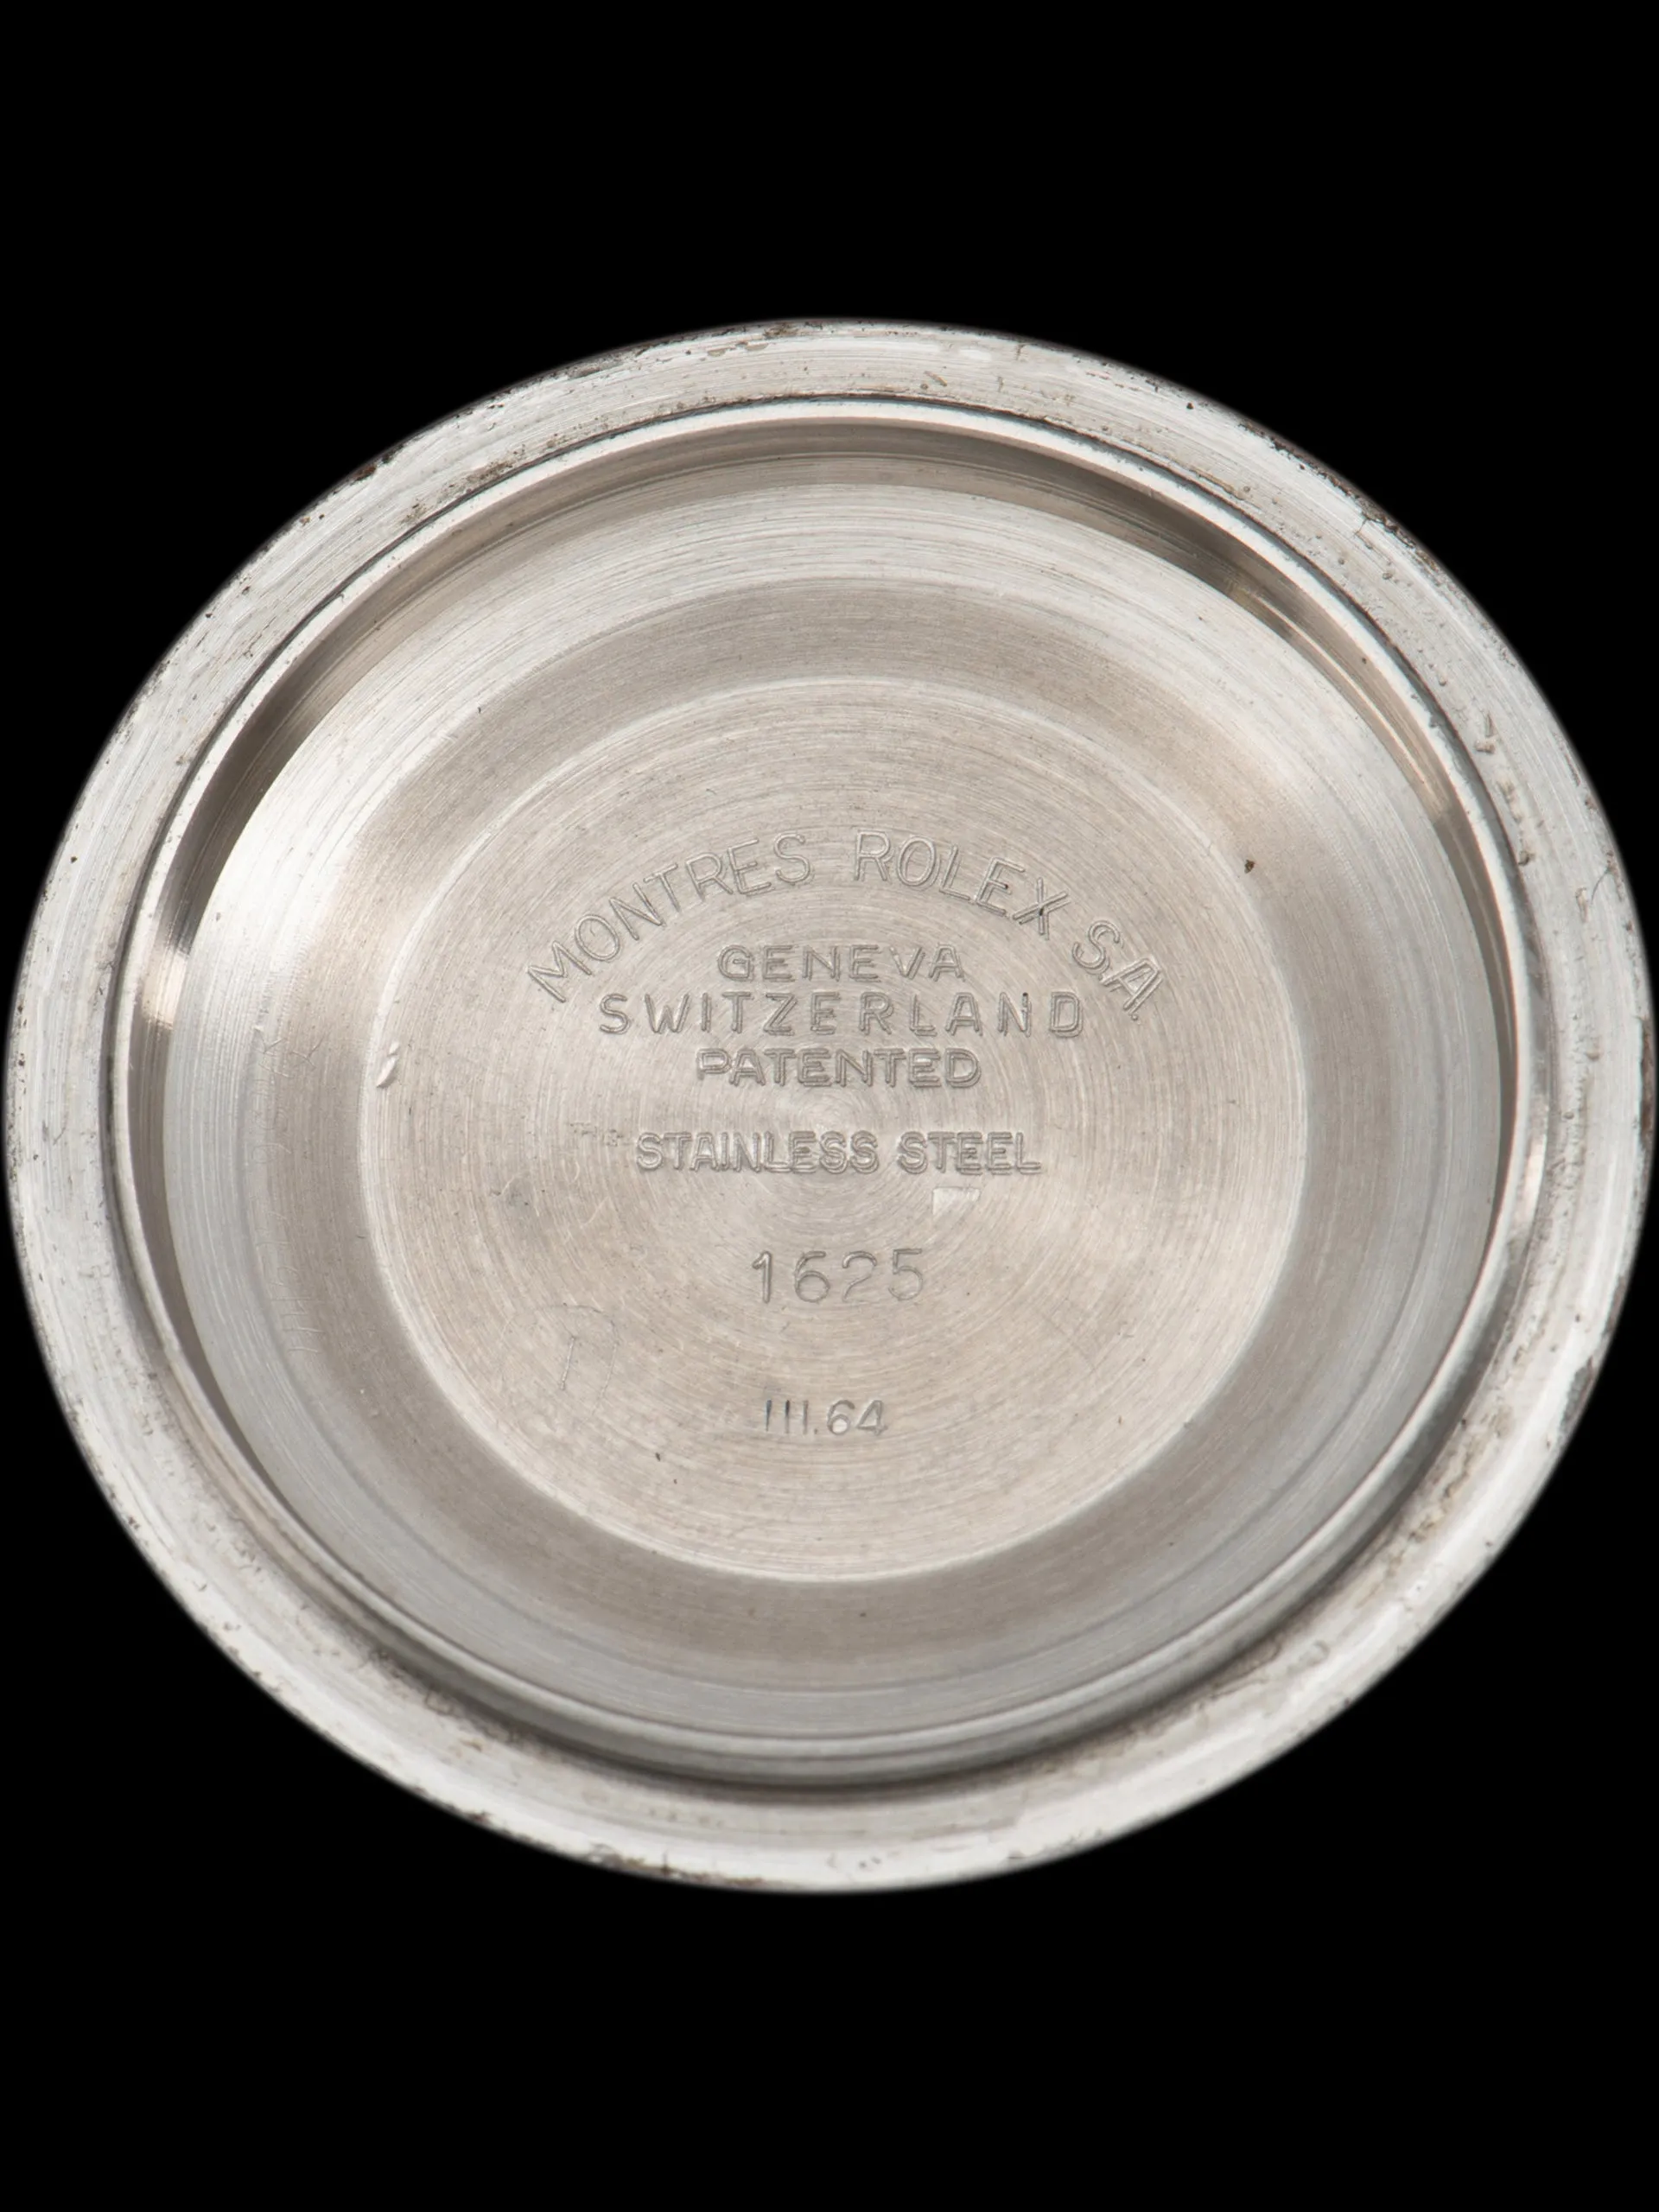 MONTRES ROLEX S.A.
GENEVA
SWITZERLAND
PATENTED
STAINLESS STEEL
1625
III.64